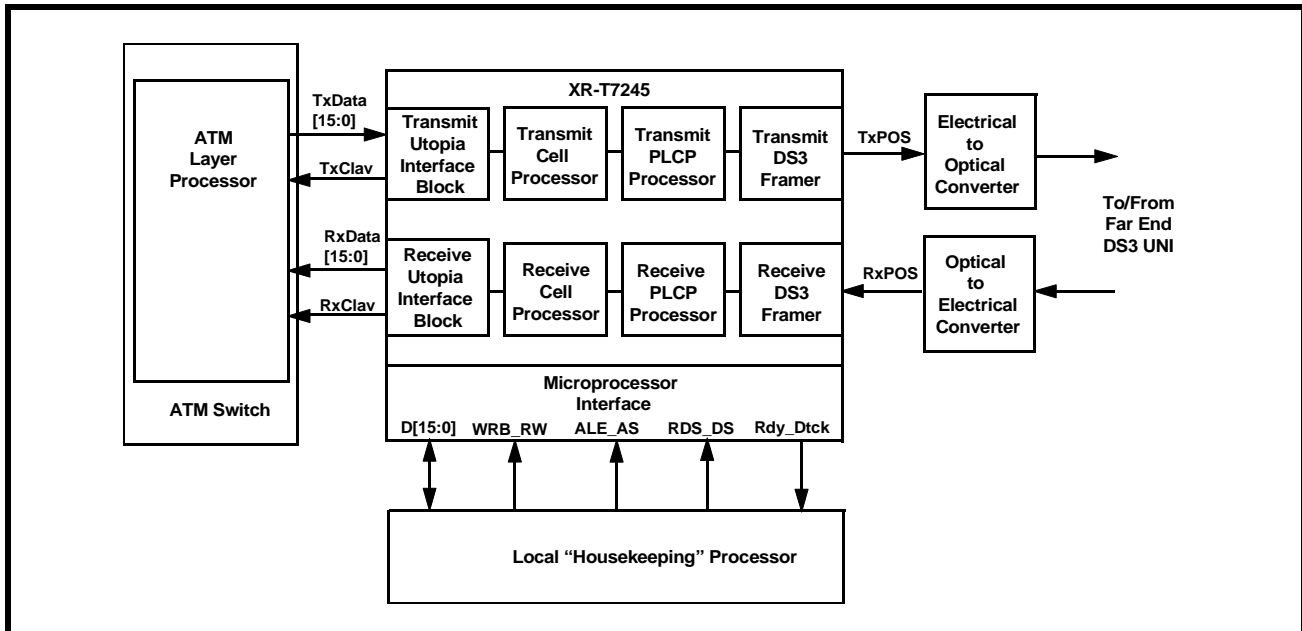 XR-T7245
ATM
Layer
Processor
ATM Switch
TxData
[15:0]
TxClav
RxData
[15:0]
RxClav
Transmit
Utopia
Interface
Block
Transmit
Cell
Processor
Transmit
PLCP
Processor
Transmit
DS3
Framer
TxPOS
Electrical
to
Optical
Converter
To/From
Far End
DS3 UNI
Receive
Utopia
Interface
Block
Receive
Cell
Processor
Receive
PLCP
Processor
Receive
DS3
Framer
RxPOS
Optical
to
Electrical
Converter
Microprocessor
Interface
D[15:0]
WRB_RW
ALE_AS
RDS_DS
Rdy_Dtck
Local “Housekeeping” Processor